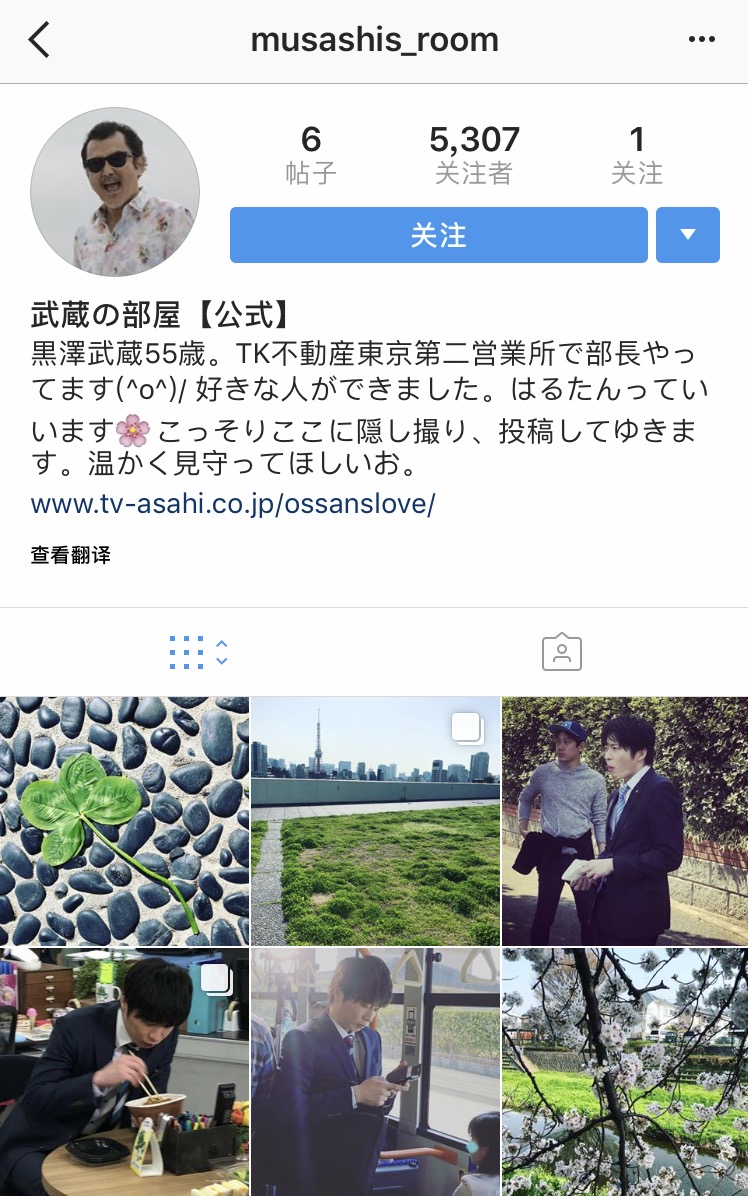 musashis_room
6
5,307
1
帖子
关注者
关注
关注
武蔵の部屋【公式】
黒澤武蔵55歳。TK不動産東京第二営業所で部長やっ
てます(^o^)/ 好きな人ができました。はるたんってい
います🌸こっそりここに隠し撮り、投稿してゆきま
す。温かく見守ってほしいお。
www.tv-asahi.co.jp/ossanslove/
查看翻译